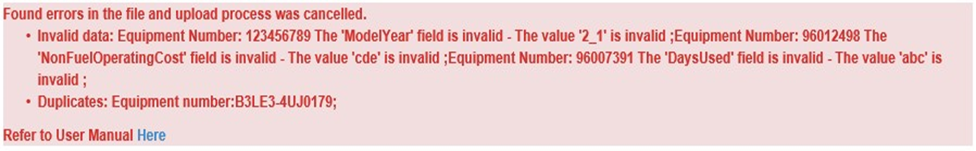 Found errors in the file and upload process was cancelled.
• Invalid data: Equipment Number: 123456789 The 'ModelYear' field is invalid - The value '2_1' is invalid ;Equipment Number: 96012498 The
'NonFuelOperatingCost' field is invalid - The value 'cde' is invalid ;Equipment Number: 96007391 The 'DaysUsed' field is invalid - The value 'abc' is
invalid ;
• Duplicates: Equipment number:B3LE3-4UJ0179;
Refer to User Manual Here